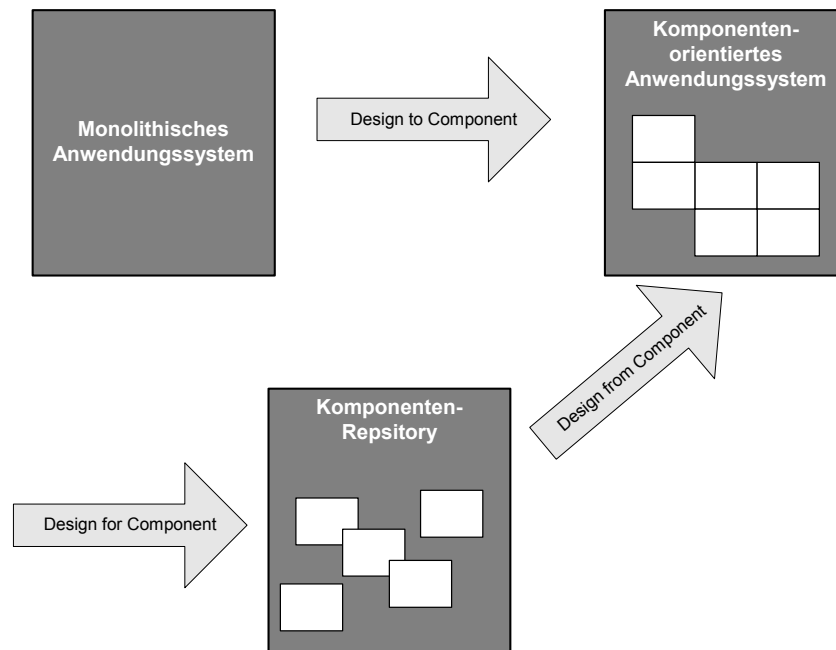 Monolithisches
Anwendungssystem
Design to Component
Komponenten-
orientiertes
Anwendungssystem
Design from Component
Komponenten-
Repsitory
Design for Component